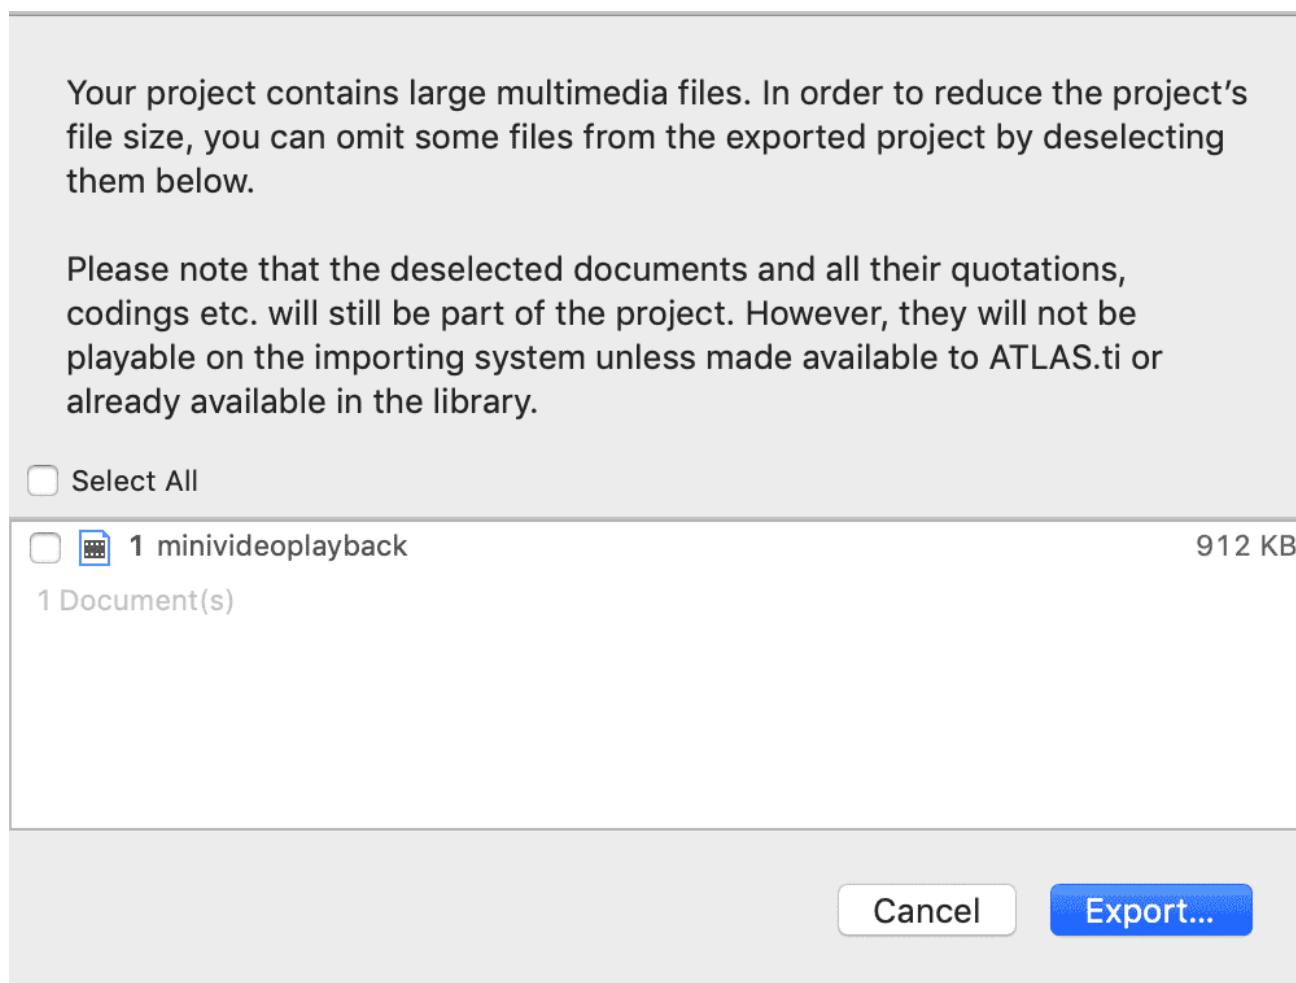 Your project contains large multimedia files. In order to reduce the project’s
file size, you can omit some files from the exported project by deselecting
them below.
Please note that the deselected documents and all their quotations,
codings etc. will still be part of the project. However, they will not be
playable on the importing system unless made available to ATLAS.ti or
already available in the library.
Select All
1 minivideoplayback 912 KB
1 Document(s)
Cancel Export...